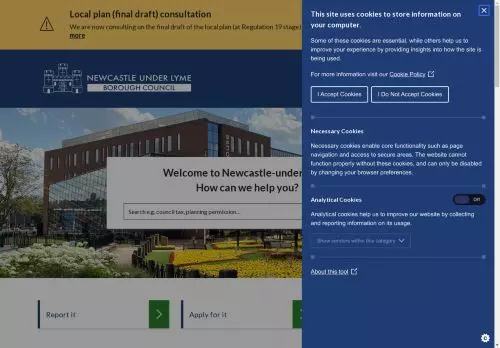 Local plan (final draft) consultation
We are now consulting on the final draft of the local plan (at Regulation 19 stage)
more
NEWCASTLE UNDER LYME
BOROUGH COUNCIL
Welcome to Newcastle-under-
How can we help you?
Search e.g. council tax, planning permission...
Report it
Apply for it
This site uses cookies to store information on
your computer.
Some of these cookies are essential, while others help us to
improve your experience by providing insights into how the site is
being used.
For more information visit our Cookie Policy
I Accept Cookies
I Do Not Accept Cookies
Necessary Cookies
Necessary cookies enable core functionality such as page
navigation and access to secure areas. The website cannot
function properly without these cookies, and can only be disabled
by changing your browser preferences.
Analytical Cookies
Off
Analytical cookies help us to improve our website by collecting
and reporting information on its usage.
Show vendors within this category
About this tool